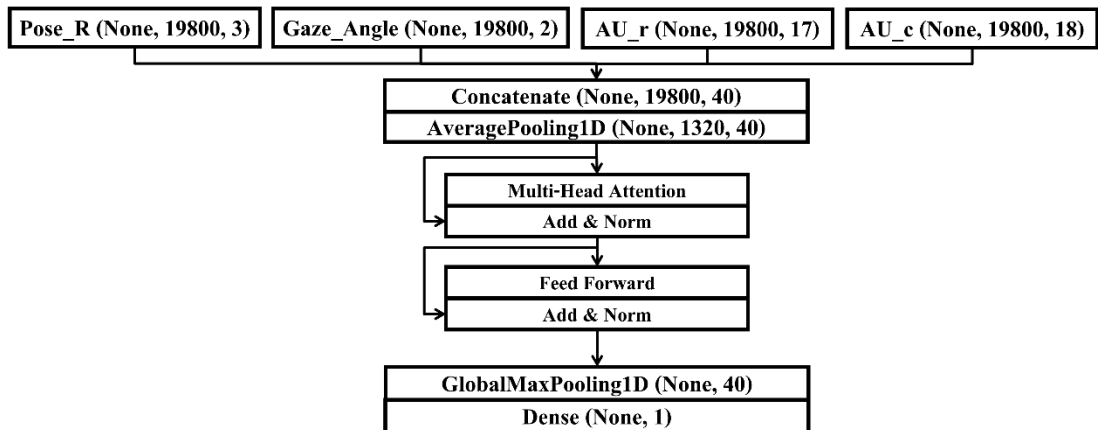 Pose_R (None, 19800, 3) Gaze_Angle (None, 19800, 2) AU_r (None, 19800, 17) AU_c (None, 19800, 18)
Concatenate (None, 19800, 40)
AveragePooling1D (None, 1320, 40)
Multi-Head Attention
Add & Norm
Feed Forward
Add & Norm
GlobalMaxPooling1D (None, 40)
Dense (None, 1)